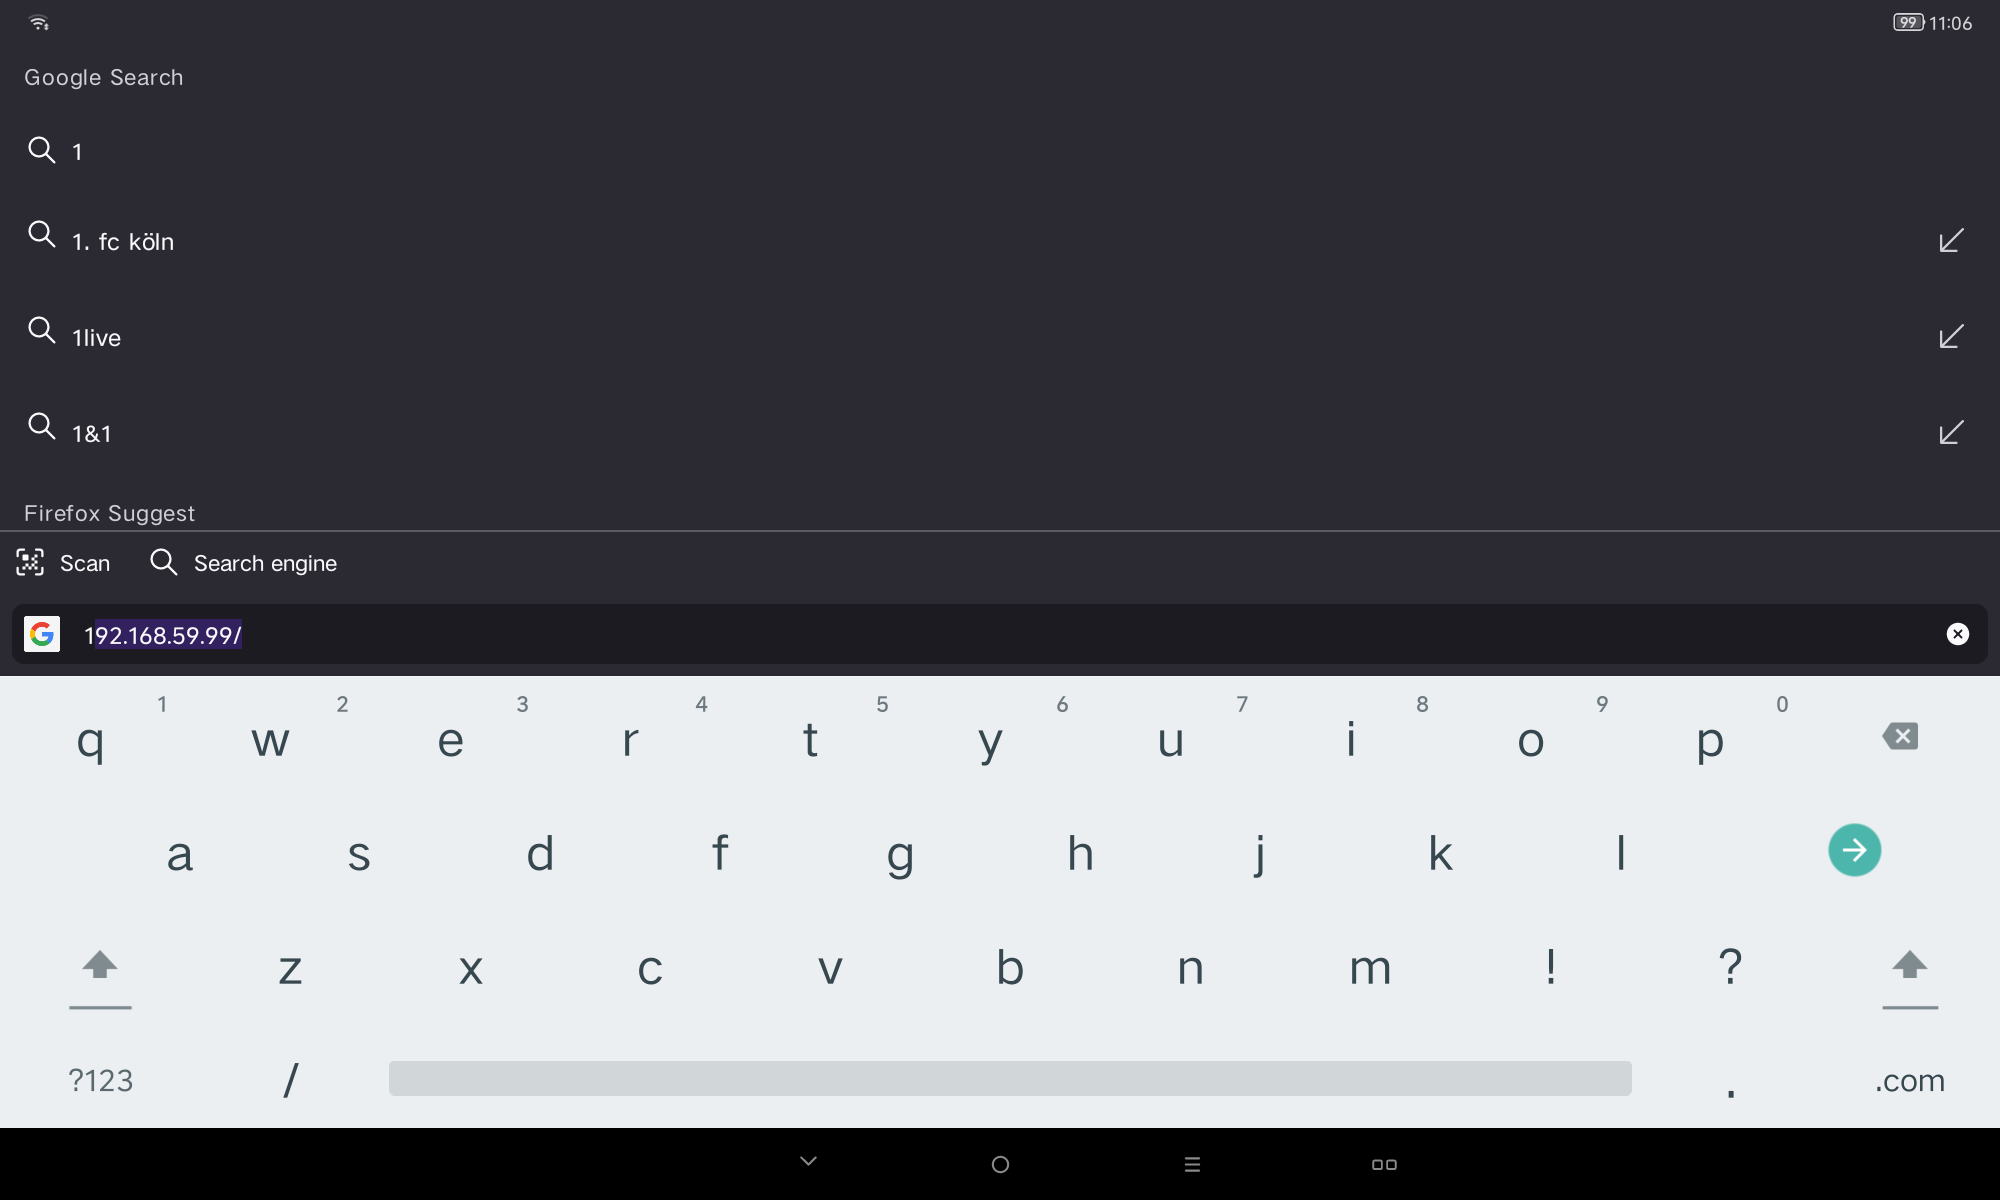 99 11:06
Google Search
1
1. fc köln
1live
1&1
Firefox Suggest
Scan Search engine
192.168.59.99/
1 2 3 4 5 6 7 8 9 0
q w e r t y u i o p
a s d f g h j k l
z x c v b n m ! ?
?123 / . .com